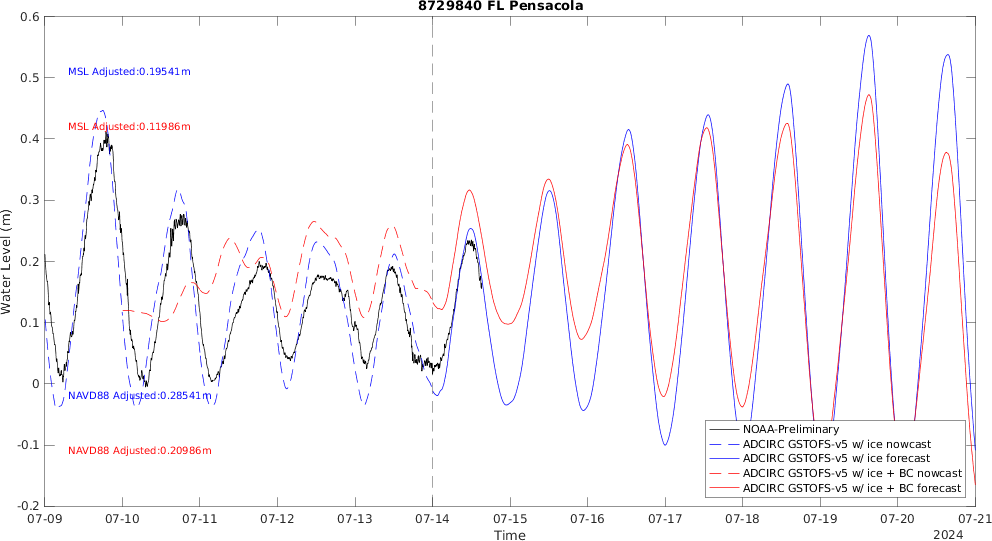 8729840 FL Pensacola
0.6
0.5
0.4
0.3
0.2
0.1
0
-0.1
-0.2
Water Level (m)
MSL Adjusted:0.19541m
MSL Adjusted:0.11986m
NAVD88 Adjusted:0.28541m
NAVD88 Adjusted:0.20986m
NOAA-Preliminary
ADCIRC GSTOFS-v5 w/ ice nowcast
ADCIRC GSTOFS-v5 w/ ice forecast
ADCIRC GSTOFS-v5 w/ ice + BC nowcast
ADCIRC GSTOFS-v5 w/ ice + BC forecast
07-09 07-10 07-11 07-12 07-13 07-14 07-15 07-16 07-17 07-18 07-19 07-20 07-21
Time
2024